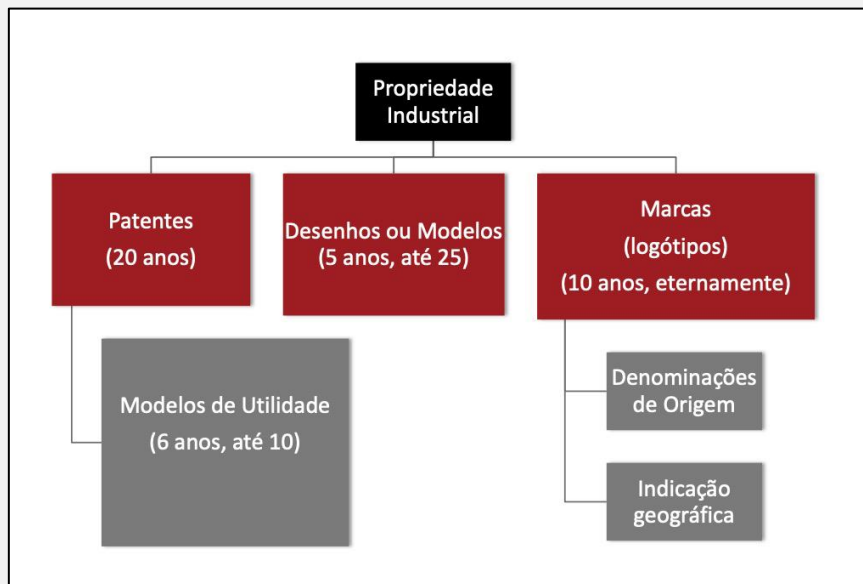 Propriedade
Industrial
Patentes
(20 anos)
Desenhos ou Modelos
(5 anos, até 25)
Marcas
(logótipos)
(10 anos, eternamente)
Modelos de Utilidade
(6 anos, até 10)
Denominações
de Origem
Indicação
geográfica